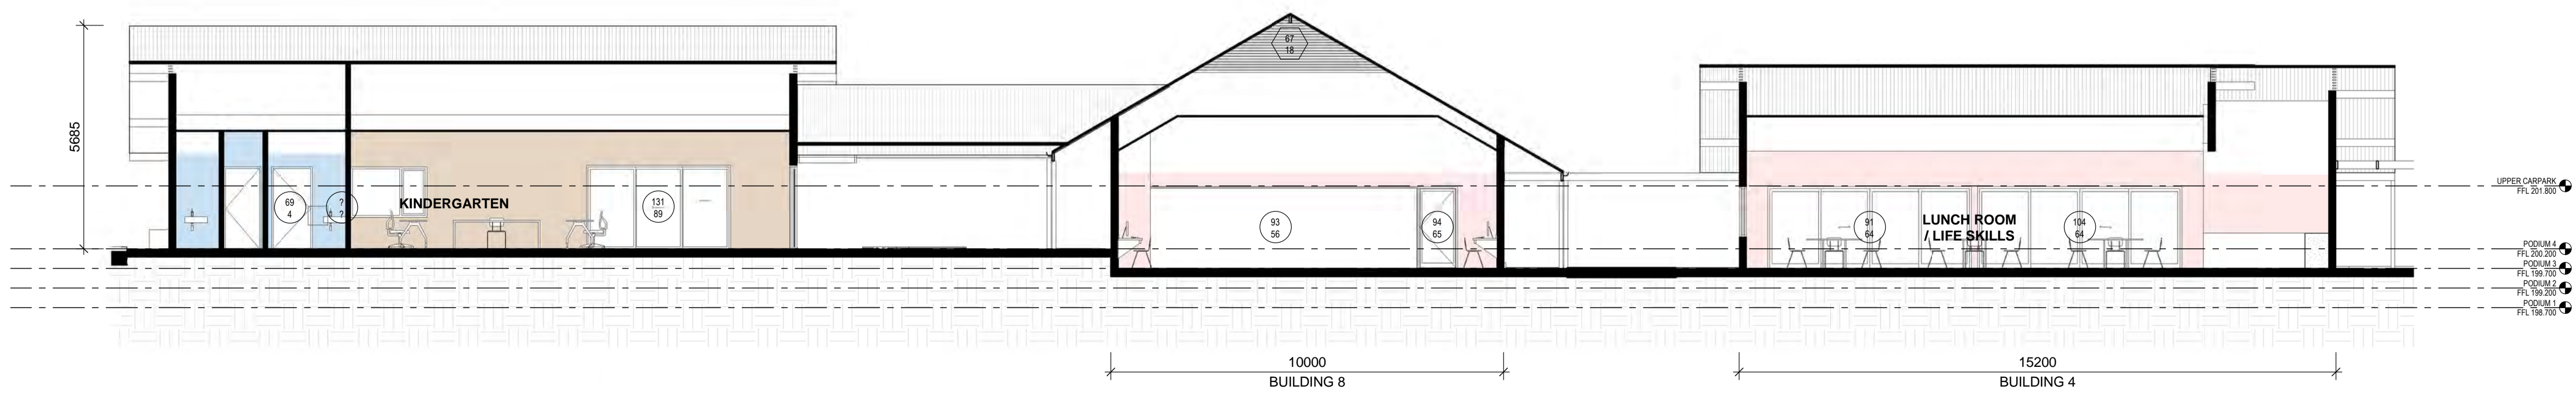 67
18
5685
69
4
?
?
KINDERGARTEN
131
89
93
56
94
65
91
64
LUNCH ROOM
/ LIFE SKILLS
104
64
UPPER CARPARK
FFL 201.800
PODIUM 4
FFL 200.200
PODIUM 3
FFL 199.700
PODIUM 2
FFL 199.200
PODIUM 1
FFL 198.700
10000
BUILDING 8
15200
BUILDING 4